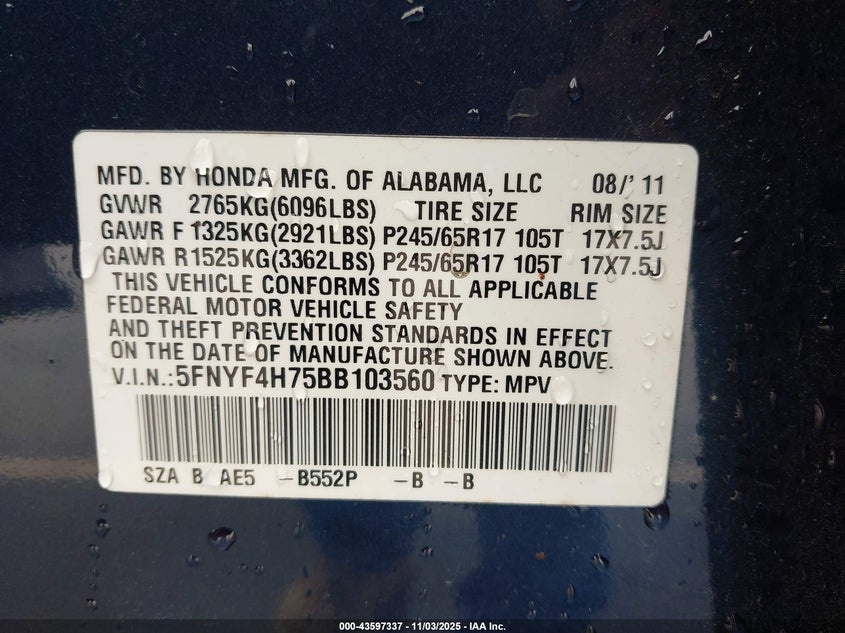 MFD. BY HONDA MFG. OF ALABAMA, LLC 08/'11
GVWR 2765KG(6096LBS) TIRE SIZE RIM SIZE
GAWR F 1325KG(2921LBS) P245/65R17 105T 17X7.5J
GAWR R1525KG(3362LBS) P245/65R17 105T 17X7.5J
THIS VEHICLE CONFORMS TO ALL APPLICABLE
FEDERAL MOTOR VEHICLE SAFETY
AND THEFT PREVENTION STANDARDS IN EFFECT
ON THE DATE OF MANUFACTURE SHOWN ABOVE.
V.I.N.:5FNYF4H75BB103560 TYPE: MPV
SZA B AE5 -B552P -B -B
000-43597337 - 11/03/2025 - IAA Inc.